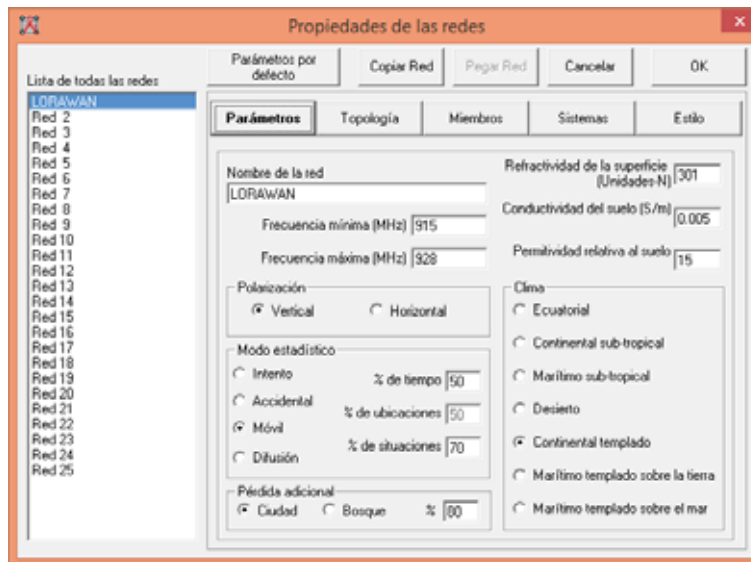 Propiedades de las redes
Parámetros por defecto
Copiar Red
Pegar Red
Cancelar
OK
Lista de todas las redes
LORAWAN
Red 2
Red 3
Red 4
Red 5
Red 6
Red 7
Red 8
Red 9
Red 10
Red 11
Red 12
Red 13
Red 14
Red 15
Red 16
Red 17
Red 18
Red 19
Red 20
Red 21
Red 22
Red 23
Red 24
Red 25
Parámetros
Topología
Miembros
Sistemas
Estilo
Nombre de la red
LORAWAN
Frecuencia mínima (MHz) 915
Frecuencia máxima (MHz) 928
Refractividad de la superficie (Unidades-N) 301
Conductividad del suelo (S/m) 0.005
Permitividad relativa al suelo 15
Polarización
Vertical
Horizontal
Modo estadístico
Intento
Accidental
Móvil
Difusión
% de tiempo 50
% de ubicaciones 50
% de situaciones 70
Pérdida adicional
Ciudad
Bosque
% 80
Clima
Ecuatorial
Continental sub-tropical
Marítimo sub-tropical
Desierto
Continental templado
Marítimo templado sobre la tierra
Marítimo templado sobre el mar